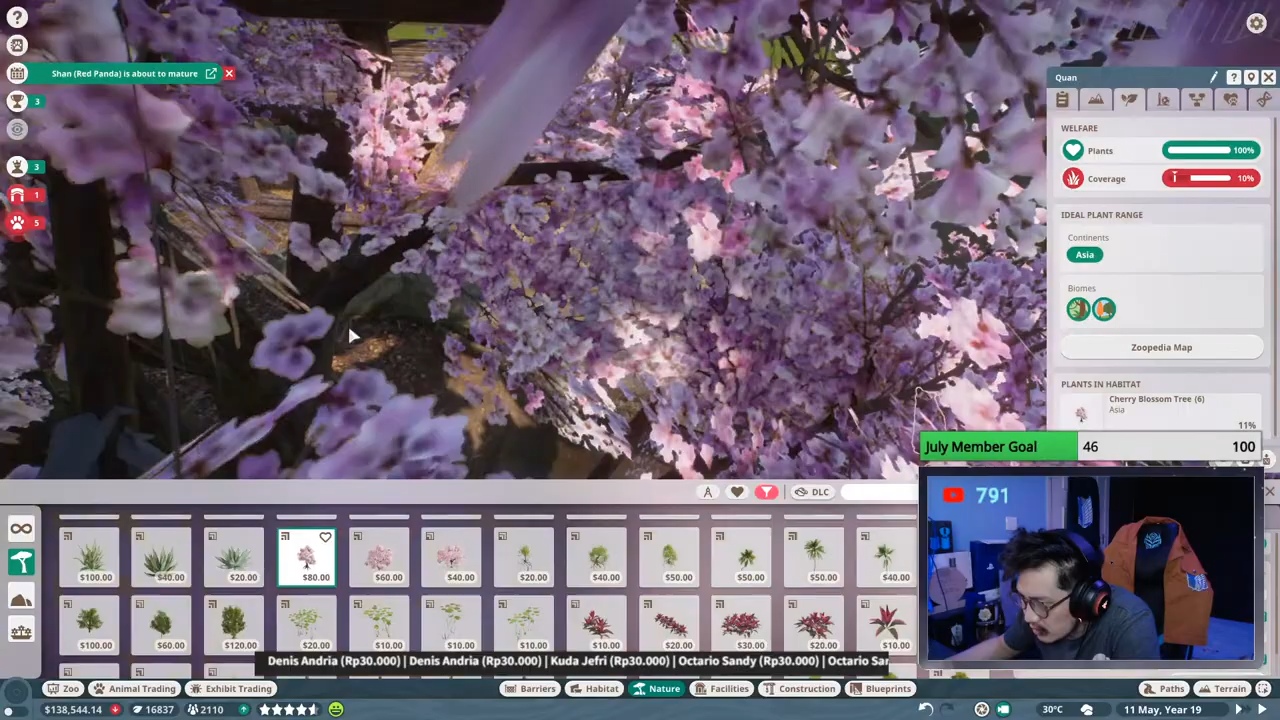 Shan (Red Panda) is about to mature
3
3
1
5
Quan
WELFARE
Plants
100%
Coverage
10%
IDEAL PLANT RANGE
Continents
Asia
Biomes
Zoopedia Map
PLANTS IN HABITAT
Cherry Blossom Tree (6)
Asia
11%
July Member Goal
46
100
791
DLC
$100.00
$40.00
$20.00
$80.00
$60.00
$40.00
$20.00
$40.00
$50.00
$50.00
$50.00
$40.00
$100.00
$60.00
$120.00
$20.00
$10.00
$10.00
$10.00
$10.00
$20.00
$30.00
$20.00
$10.00
Denis Andria (Rp30.000) | Denis Andria (Rp30.000) | Kuda Jefri (Rp30.000) | Octario Sandy (Rp30.000) | Octario Sar
Zoo
Animal Trading
Exhibit Trading
Barriers
Habitat
Nature
Facilities
Construction
Blueprints
Paths
Terrain
$138,544.14
16837
2110
30°C
11 May, Year 19